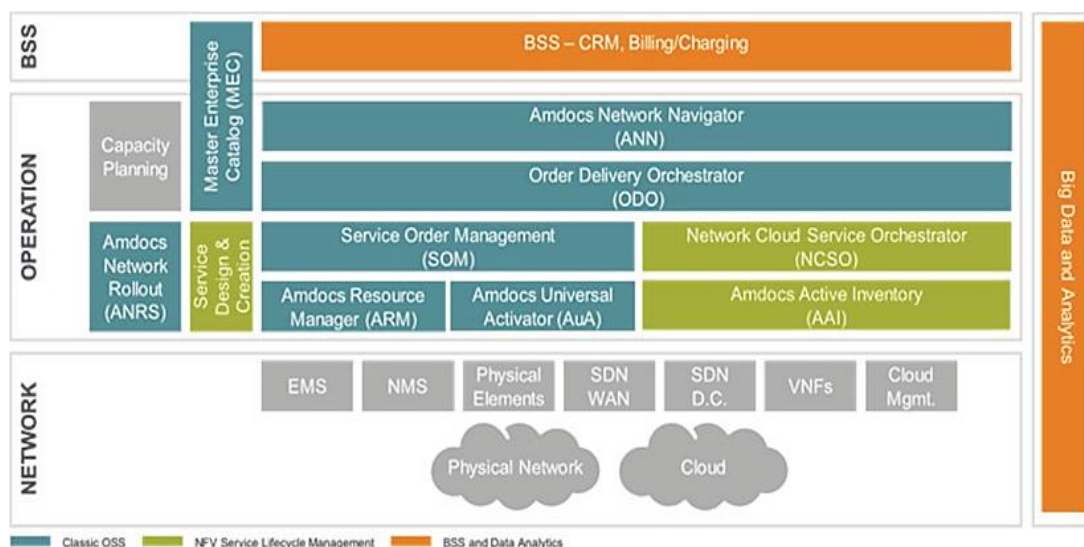 BSS
BSS – CRM, Billing/Charging
Master Enterprise
Catalog (MEC)
OPERATION
Capacity
Planning
Amdocs Network Navigator
(ANN)
Order Delivery Orchestrator
(ODO)
Amdocs
Network
Rollout
(ANRS)
Service
Design &
Creation
Service Order Management
(SOM)
Network Cloud Service Orchestrator
(NCSO)
Amdocs Resource
Manager (ARM)
Amdocs Universal
Activator (AuA)
Amdocs Active Inventory
(AAI)
NETWORK
EMS
NMS
Physical
Elements
SDN
WAN
SDN
D.C.
VNFs
Cloud
Mgmt.
Physical Network
Cloud
Big Data and Analytics
Classic OSS
NFV Service Lifecycle Management
BSS and Data Analytics